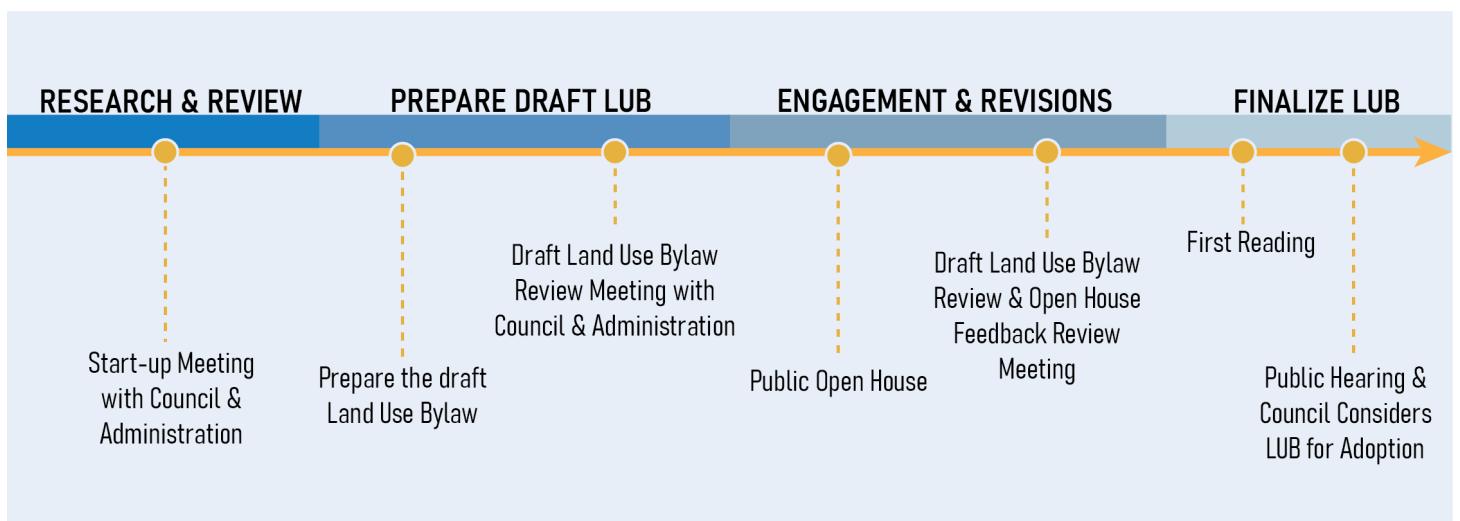 RESEARCH & REVIEW
PREPARE DRAFT LUB
ENGAGEMENT & REVISIONS
FINALIZE LUB
Start-up Meeting
with Council &
Administration
Prepare the draft
Land Use Bylaw
Draft Land Use Bylaw
Review Meeting with
Council & Administration
Public Open House
Draft Land Use Bylaw
Review & Open House
Feedback Review
Meeting
First Reading
Public Hearing &
Council Considers
LUB for Adoption